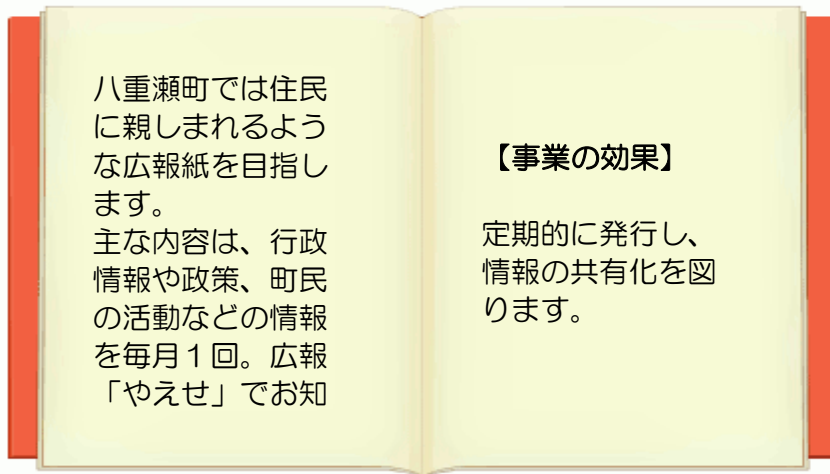 八重瀬町では住民
に親しまれるよう
な広報紙を目指し
ます。
主な内容は、行政
情報や政策、町民
の活動などの情報
を毎月１回。広報
「やえせ」でお知
【事業の効果】
定期的に発行し、
情報の共有化を図
ります。